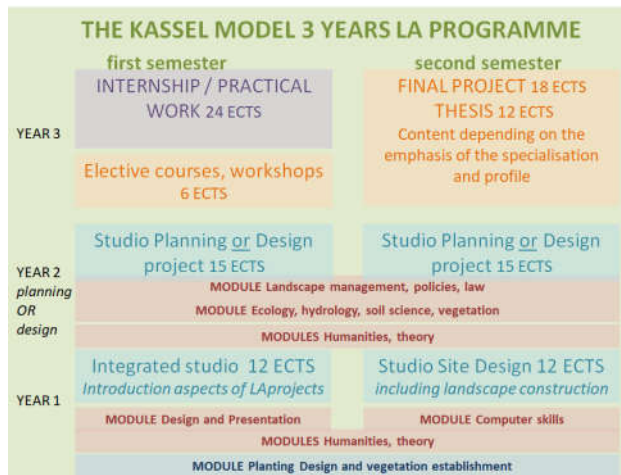 THE KASSEL MODEL 3 YEARS LA PROGRAMME
first semester
second semester
YEAR 3
INTERNSHIP / PRACTICAL
WORK 24 ECTS
FINAL PROJECT 18 ECTS
THESIS 12 ECTS
Content depending on the
emphasis of the specialisation
and profile
Elective courses, workshops
6 ECTS
YEAR 2
planning
OR
design
Studio Planning or Design
project 15 ECTS
Studio Planning or Design
project 15 ECTS
MODULE Landscape management, policies, law
MODULE Ecology, hydrology, soil science, vegetation
MODULES Humanities, theory
YEAR 1
Integrated studio 12 ECTS
Introduction aspects of LAprojects
Studio Site Design 12 ECTS
including landscape construction
MODULE Design and Presentation
MODULE Computer skills
MODULES Humanities, theory
MODULE Planting Design and vegetation establishment